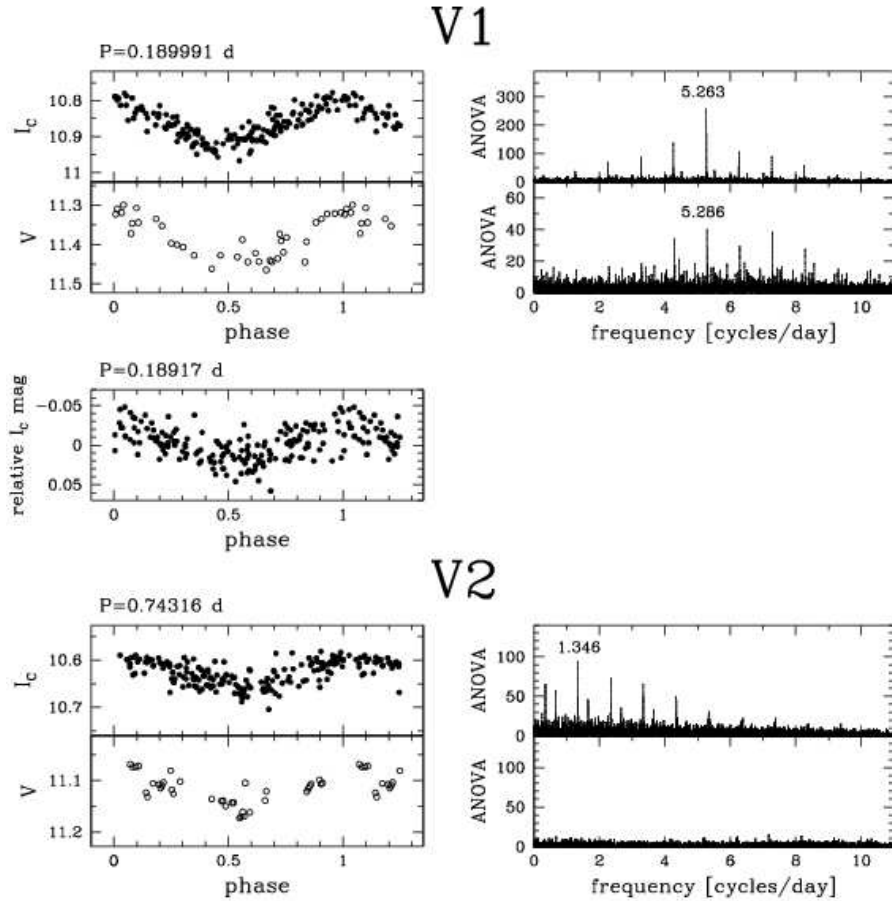 V1
P=0.189991 d
10.8
10.9
11
I_C
11.3
11.4
11.5
V
0 0.5 1
phase
300
200
100
0
ANOVA
5.263
60
40
20
0
ANOVA
5.286
0 2 4 6 8 10
frequency [cycles/day]
P=0.18917 d
−0.05
0
0.05
relative I_C mag
0 0.5 1
phase
V2
P=0.74316 d
10.6
10.7
I_C
11.1
11.2
V
0 0.5 1
phase
100
50
0
ANOVA
1.346
100
50
0
ANOVA
0 2 4 6 8 10
frequency [cycles/day]